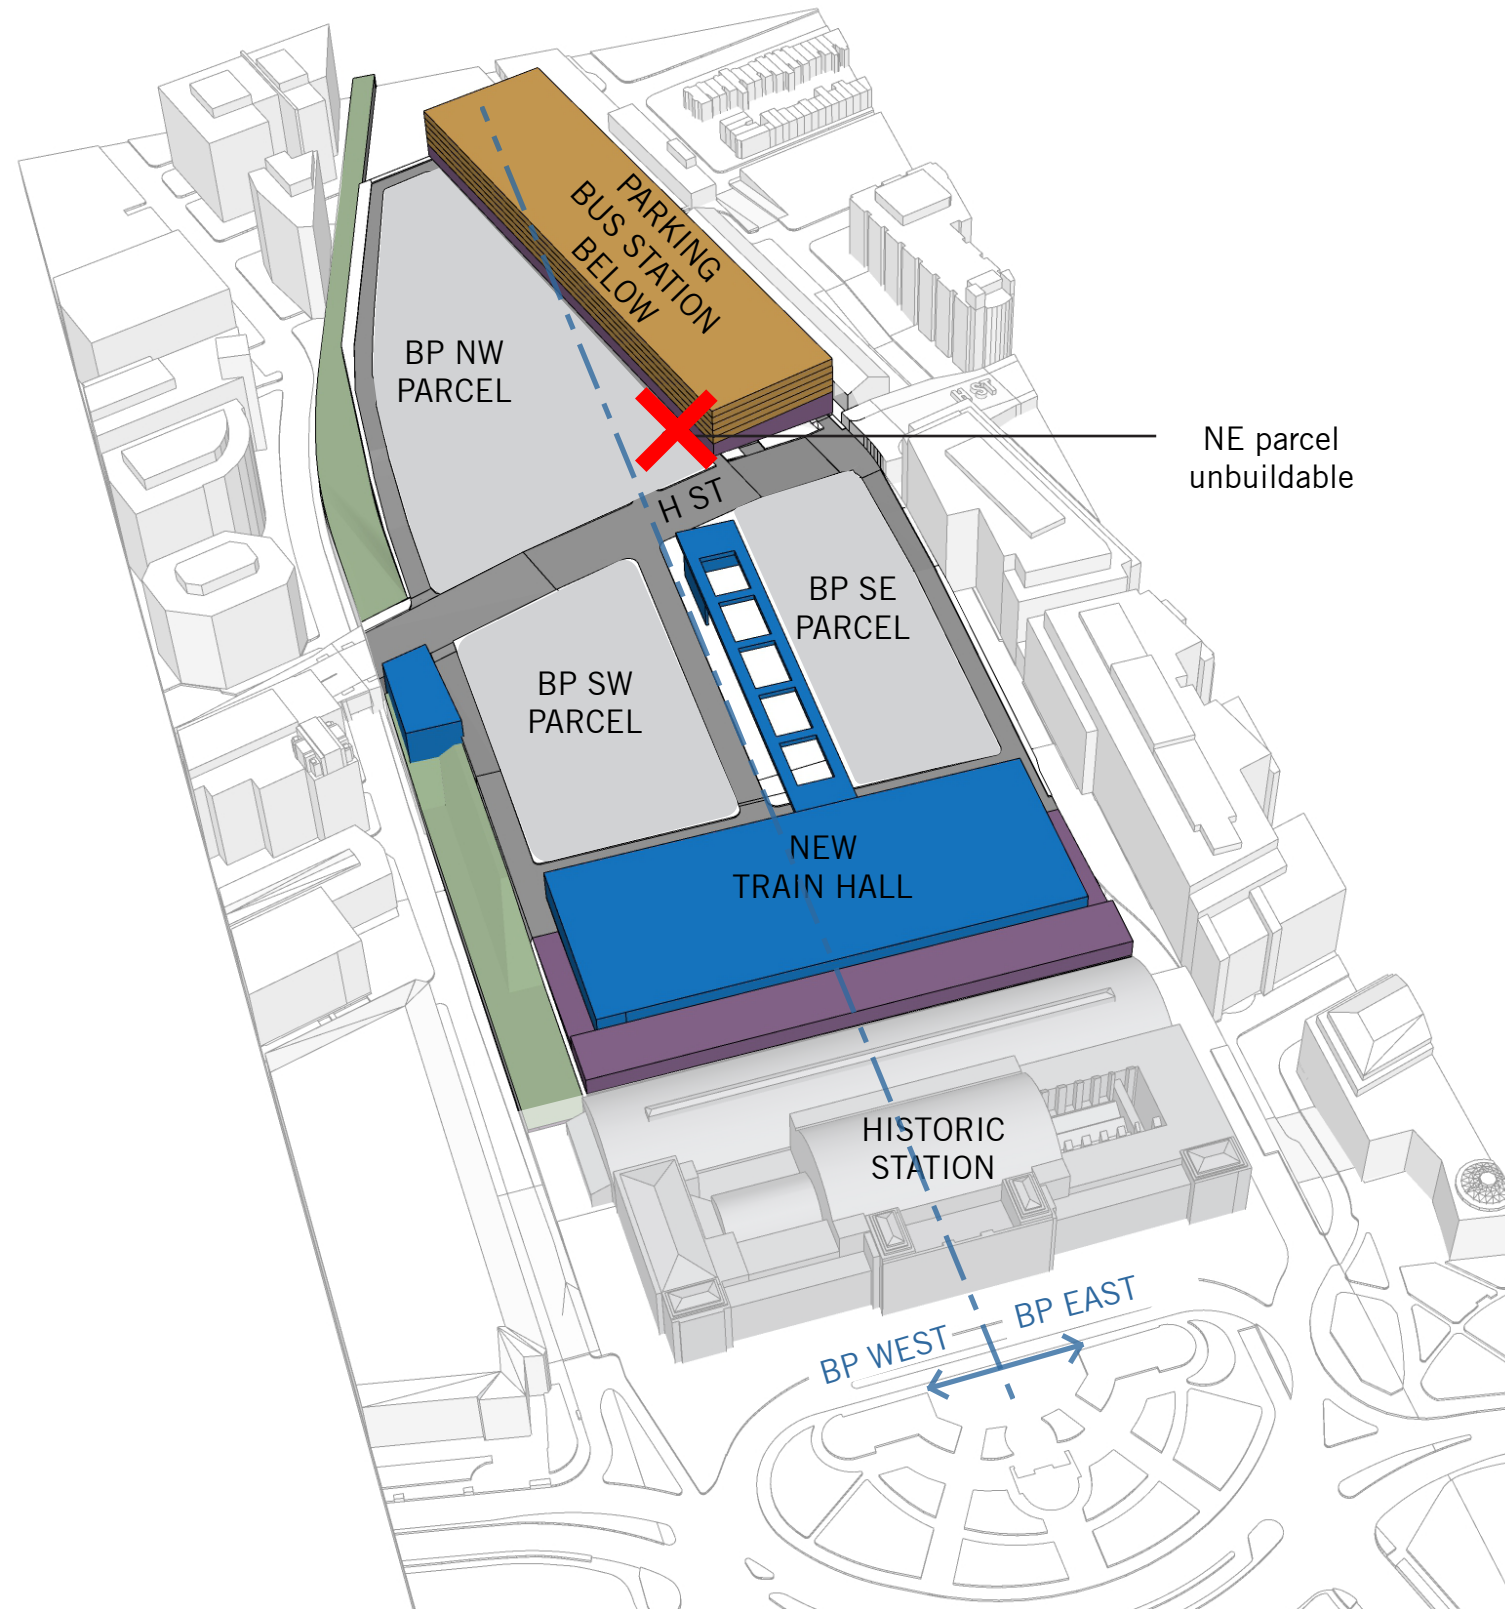 PARKING
BUS STATION
BELOW
BP NW
PARCEL
H ST
NE parcel
unbuildable
H ST
BP SE
PARCEL
BP SW
PARCEL
NEW
TRAIN HALL
HISTORIC
STATION
BP EAST
BP WEST